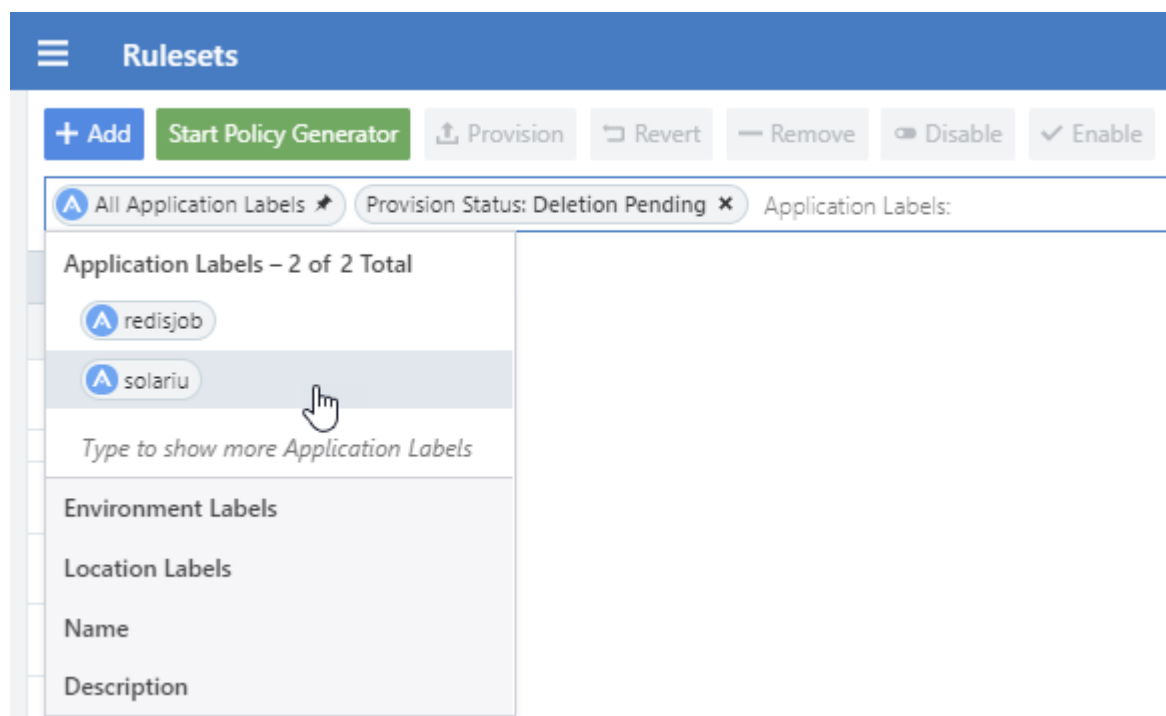 Rulesets
+ Add Start Policy Generator Provision Revert Remove Disable Enable
All Application Labels Provision Status: Deletion Pending × Application Labels:
Application Labels – 2 of 2 Total
redisjob
solariu
Type to show more Application Labels
Environment Labels
Location Labels
Name
Description